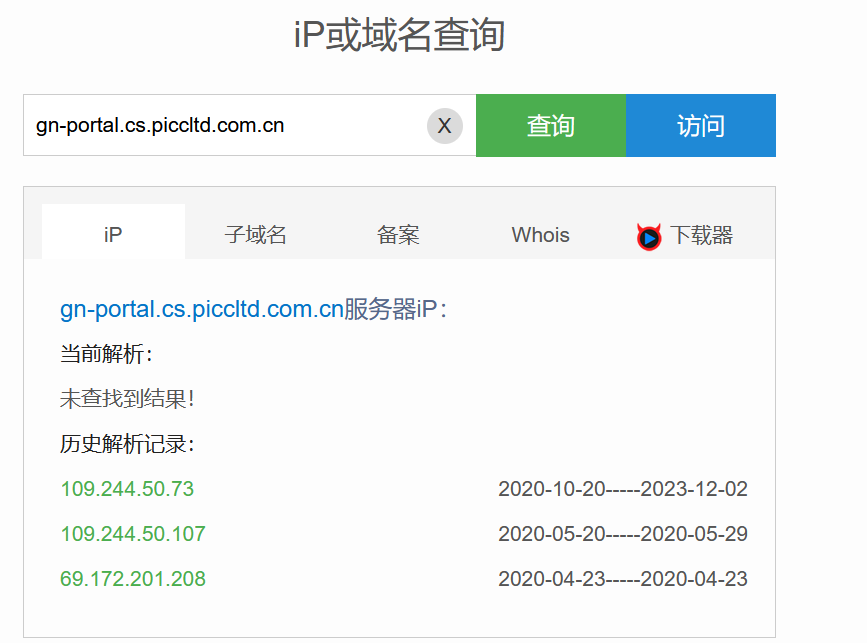 iP或域名查询
gn-portal.cs.piccltd.com.cn X 查询 访问
iP 子域名 备案 Whois 下载器
gn-portal.cs.piccltd.com.cn服务器iP：
当前解析：
未查找到结果！
历史解析记录：
109.244.50.73 2020-10-20-----2023-12-02
109.244.50.107 2020-05-20-----2020-05-29
69.172.201.208 2020-04-23-----2020-04-23